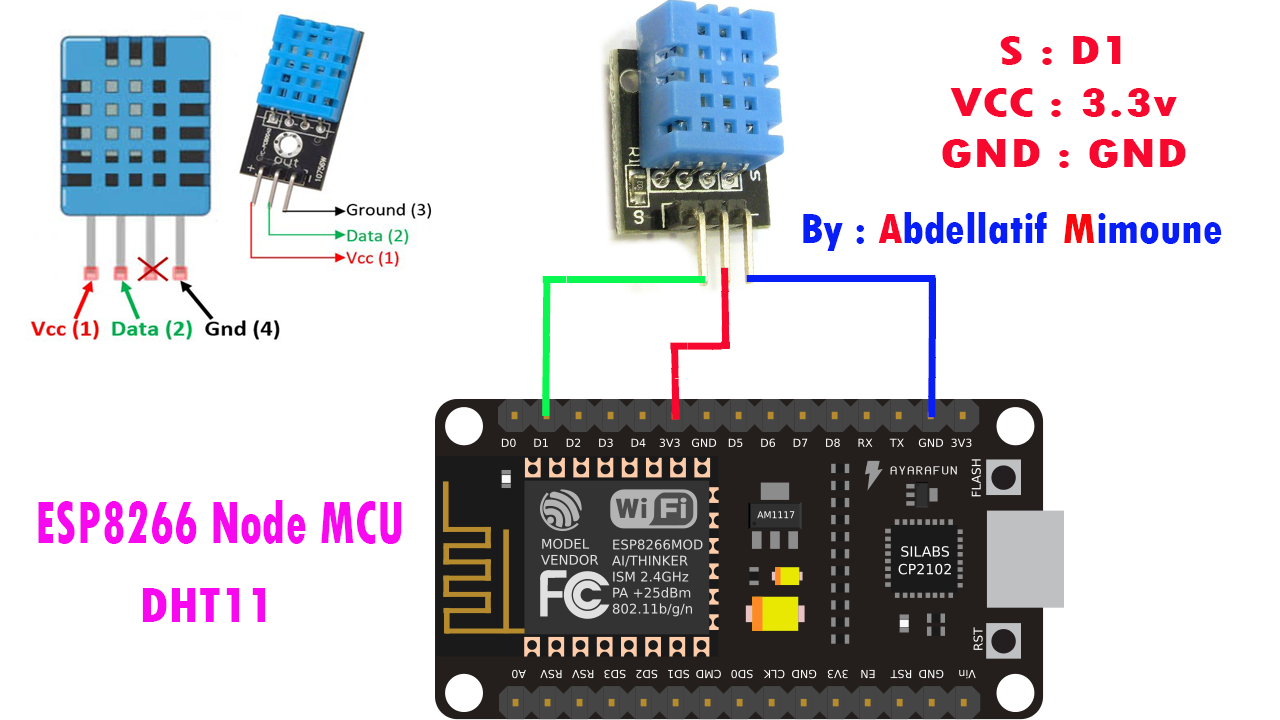 S : D1
VCC : 3.3v
GND : GND
By : Abdellatif Mimoune
+
OUT
-
10736W
Ground (3)
Data (2)
Vcc (1)
Vcc (1) Data (2) Gnd (4)
S
R1
S
-
ESP8266 Node MCU
DHT11
D0 D1 D2 D3 D4 3V3 GND D5 D6 D7 D8 RX TX GND 3V3
AYARAFUN
FLASH
WiFi
MODEL
VENDOR
FC
ESP8266MOD
AI/THINKER
ISM 2.4GHz
PA +25dBm
802.11b/g/n
AM1117
SILABS
CP2102
RST
A0 RSV RSV SD3 SD2 SD1 CMD SD0 CLK GND 3V3 EN RST GND Vin